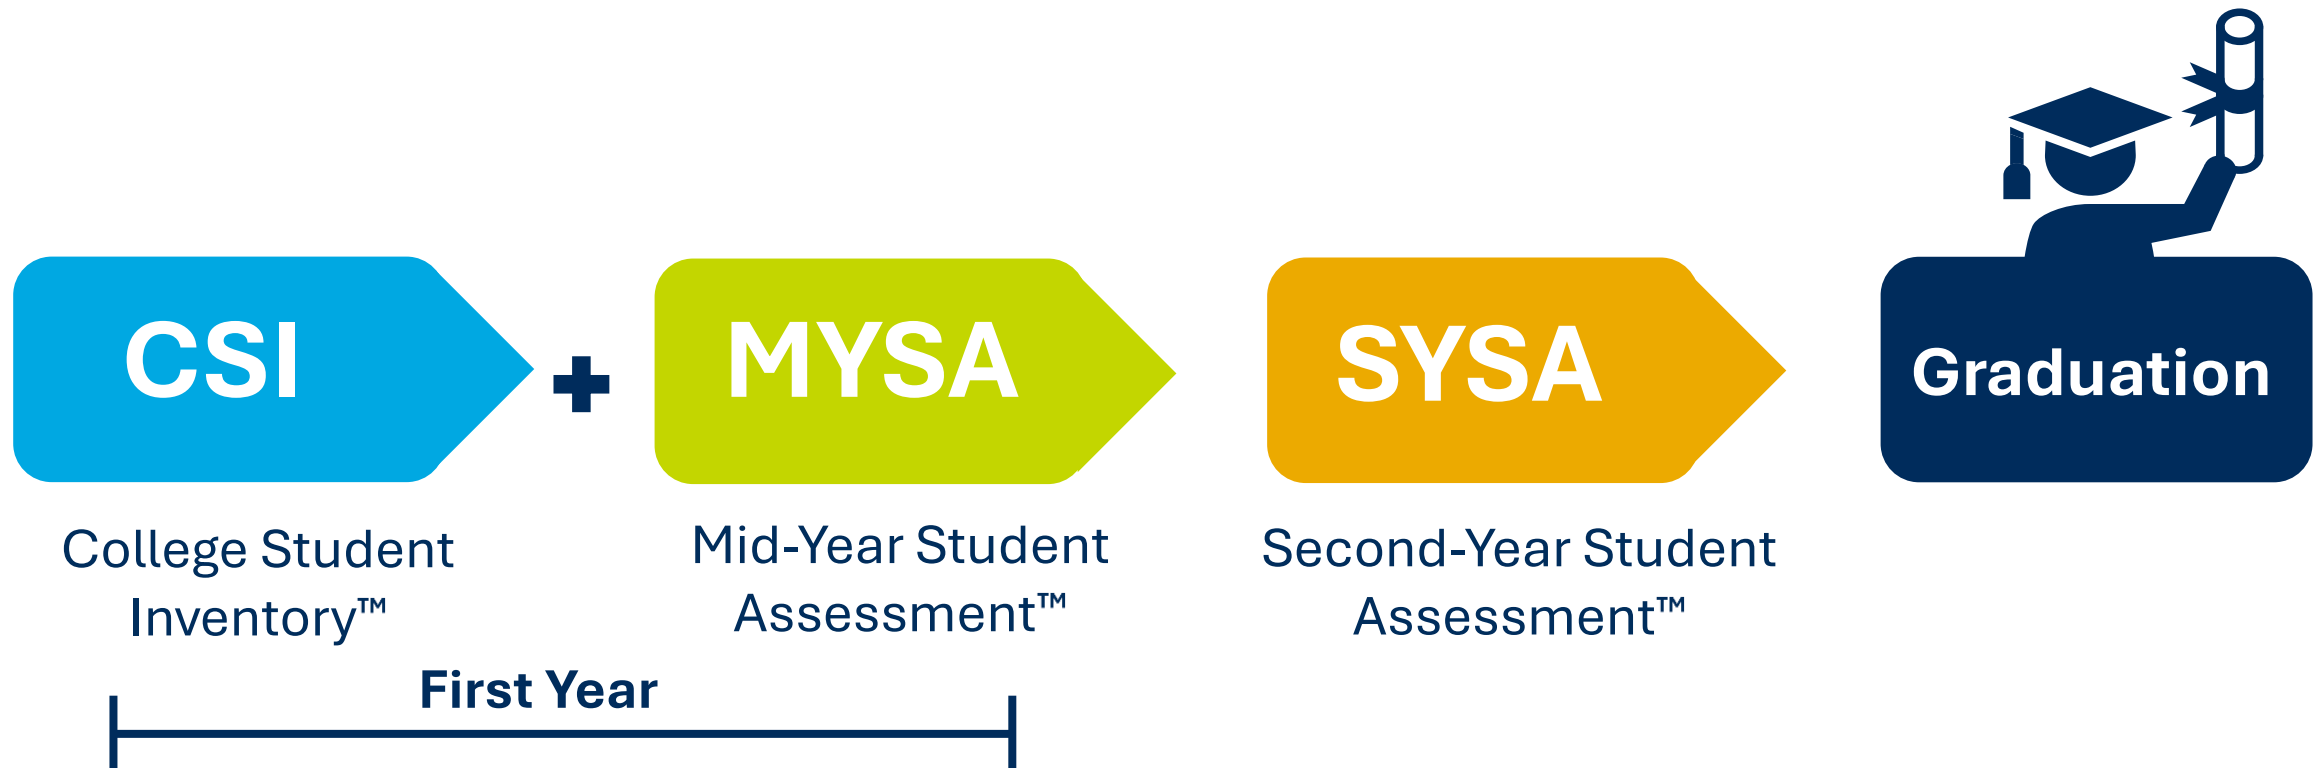 CSI
+
MYSA
SYSA
Graduation
College Student
Inventory™
Mid-Year Student
Assessment™
Second-Year Student
Assessment™
First Year